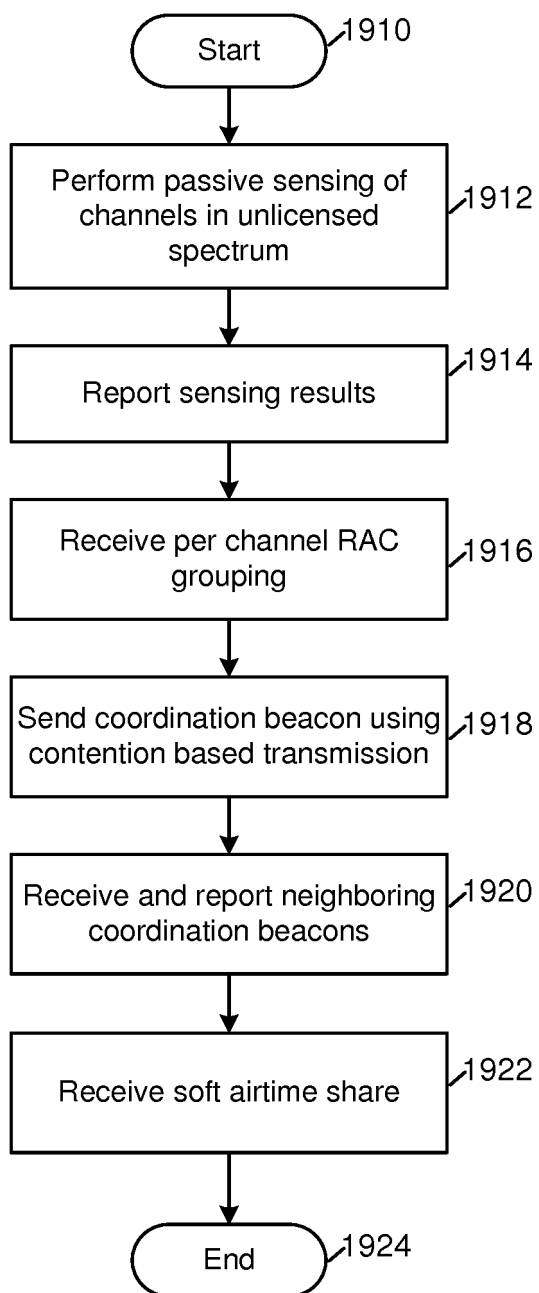 Start
1910
Perform passive sensing of
channels in unlicensed
spectrum
1912
Report sensing results
1914
Receive per channel RAC
grouping
1916
Send coordination beacon using
contention based transmission
1918
Receive and report neighboring
coordination beacons
1920
Receive soft airtime share
1922
End
1924